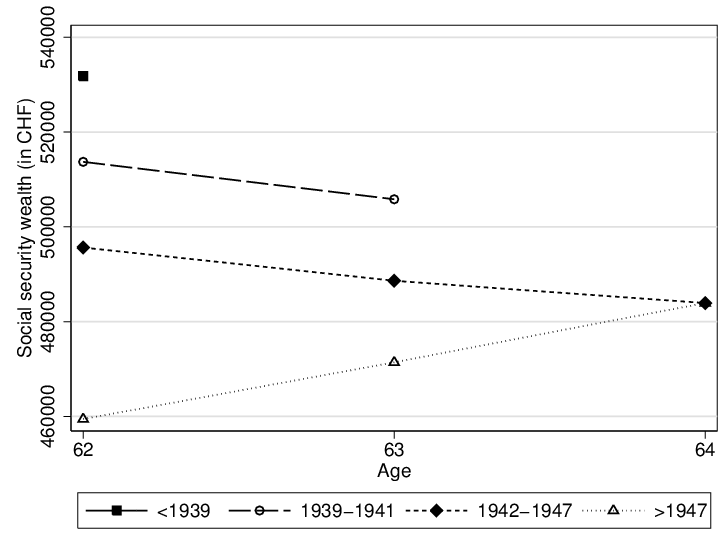 Social security wealth (in CHF)
540000
520000
500000
480000
460000
62 63 64
Age
<1939 1939−1941 1942−1947 >1947